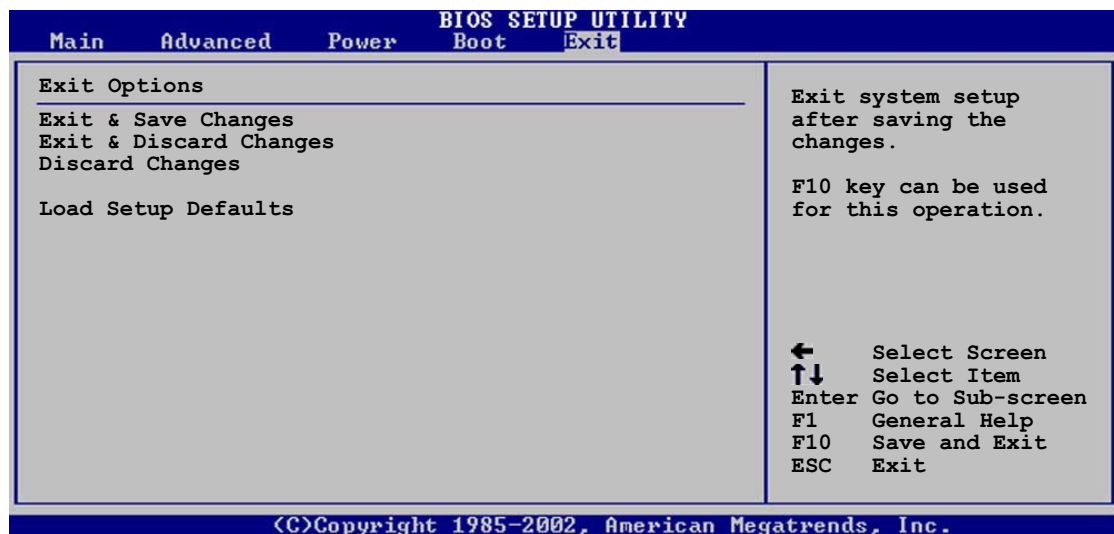 BIOS SETUP UTILITY
Main Advanced Power Boot Exit
Exit Options
Exit & Save Changes
Exit & Discard Changes
Discard Changes
Load Setup Defaults
Exit system setup
after saving the
changes.
F10 key can be used
for this operation.
← Select Screen
↑↓ Select Item
Enter Go to Sub-screen
F1 General Help
F10 Save and Exit
ESC Exit
(C)Copyright 1985-2002, American Megatrends, Inc.